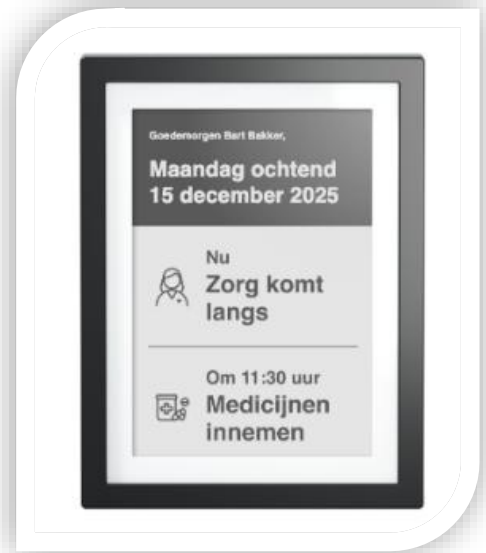 Goedemorgen Bart Bakker,
Maandag ochtend
15 december 2025
Nu
Zorg komt
langs
Om 11:30 uur
Medicijnen
innemen